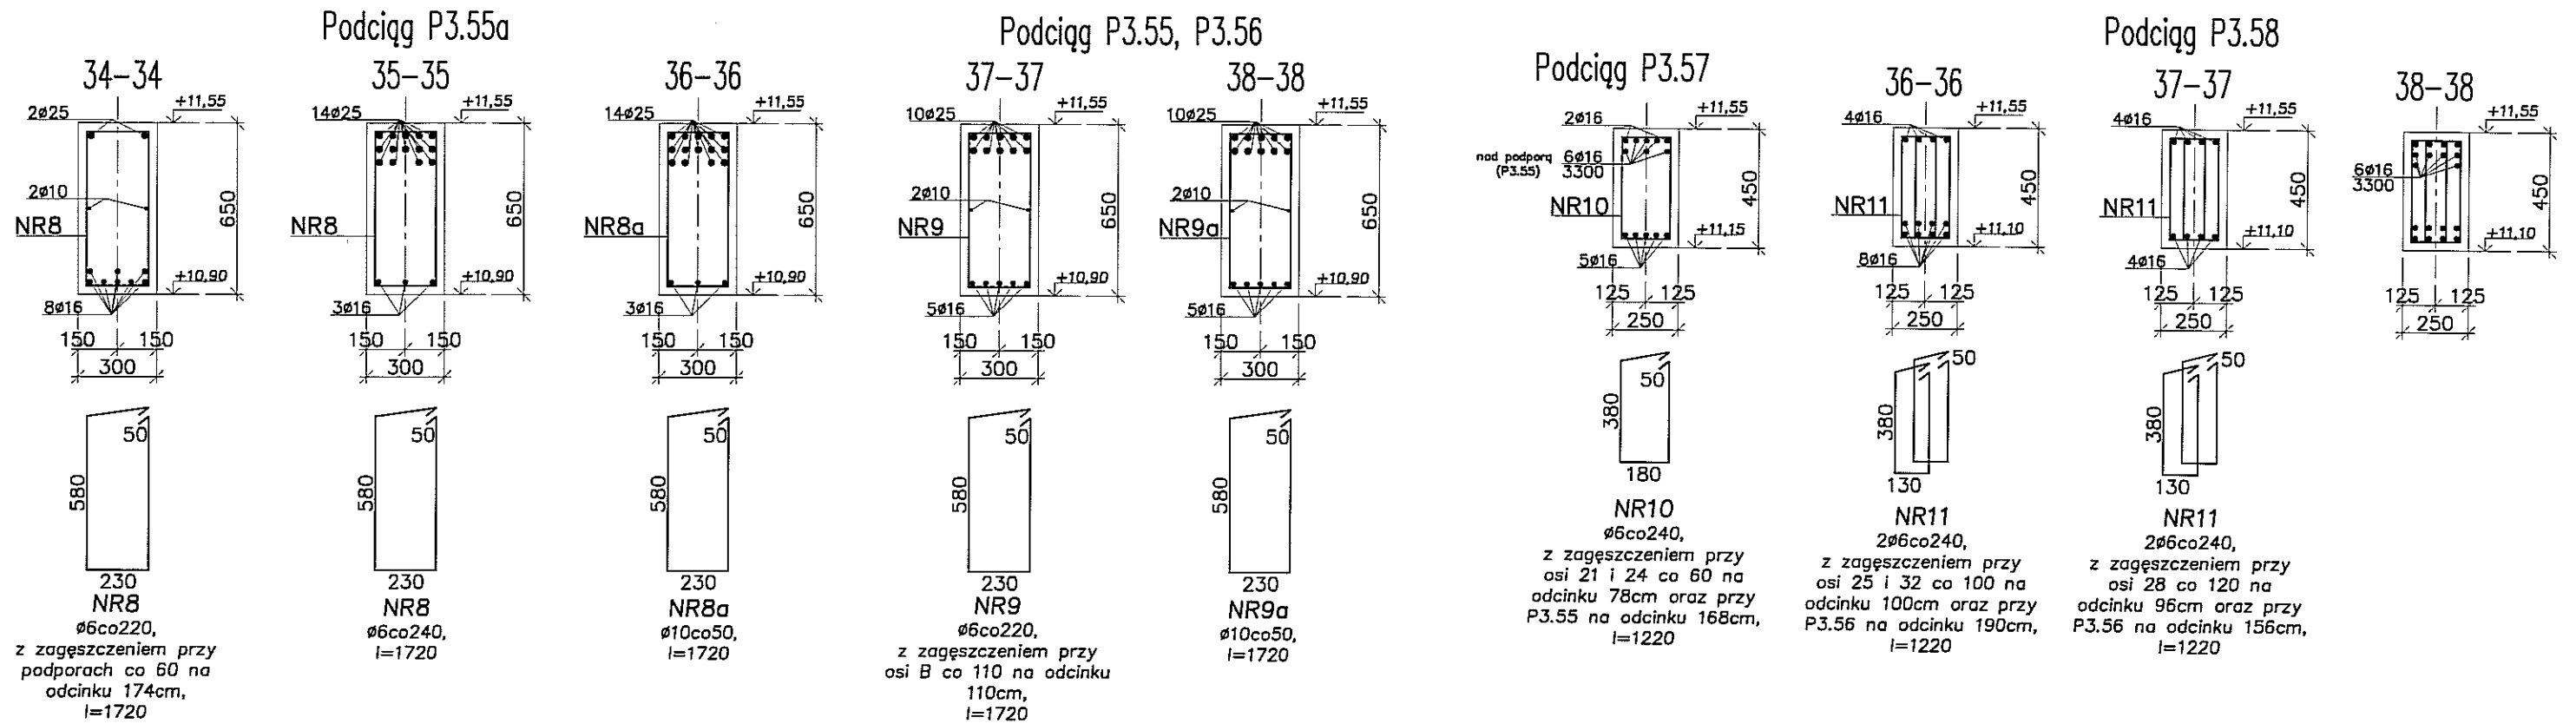 Podciąg P3.55a
34-34
2ø25
+11,55
2ø10
NR8
650
+10,90
8ø16
150 150
300
580
50
230
NR8
ø6co220,
z zagęszczeniem przy
podporach co 60 na
odcinku 174cm,
l=1720
35-35
14ø25
+11,55
NR8
650
+10,90
3ø16
150 150
300
580
50
230
NR8
ø6co240,
l=1720
36-36
14ø25
+11,55
NR8a
650
+10,90
3ø16
150 150
300
580
50
230
NR8a
ø10co50,
l=1720
Podciąg P3.55, P3.56
37-37
10ø25
+11,55
2ø10
NR9
650
+10,90
5ø16
150 150
300
580
50
230
NR9
ø6co220,
z zagęszczeniem przy
osi B co 110 na odcinku
110cm,
l=1720
38-38
10ø25
+11,55
2ø10
NR9a
650
+10,90
5ø16
150 150
300
580
50
230
NR9a
ø10co50,
l=1720
Podciąg P3.57
2ø16
+11,55
nad podporą
(P3.55)
6ø16
3300
NR10
450
+11,15
5ø16
125 125
250
380
50
180
NR10
ø6co240,
z zagęszczeniem przy
osi 21 i 24 co 60 na
odcinku 78cm oraz przy
P3.55 na odcinku 168cm,
l=1220
Podciąg P3.58
36-36
4ø16
+11,55
NR11
450
+11,10
8ø16
125 125
250
380
50
130
NR11
2ø6co240,
z zagęszczeniem przy
osi 25 i 32 co 100 na
odcinku 100cm oraz przy
P3.56 na odcinku 190cm,
l=1220
37-37
4ø16
+11,55
NR11
450
+11,10
4ø16
125 125
250
380
50
130
NR11
2ø6co240,
z zagęszczeniem przy
osi 28 co 120 na
odcinku 96cm oraz przy
P3.56 na odcinku 156cm,
l=1220
38-38
+11,55
6ø16
3300
450
+11,10
125 125
250